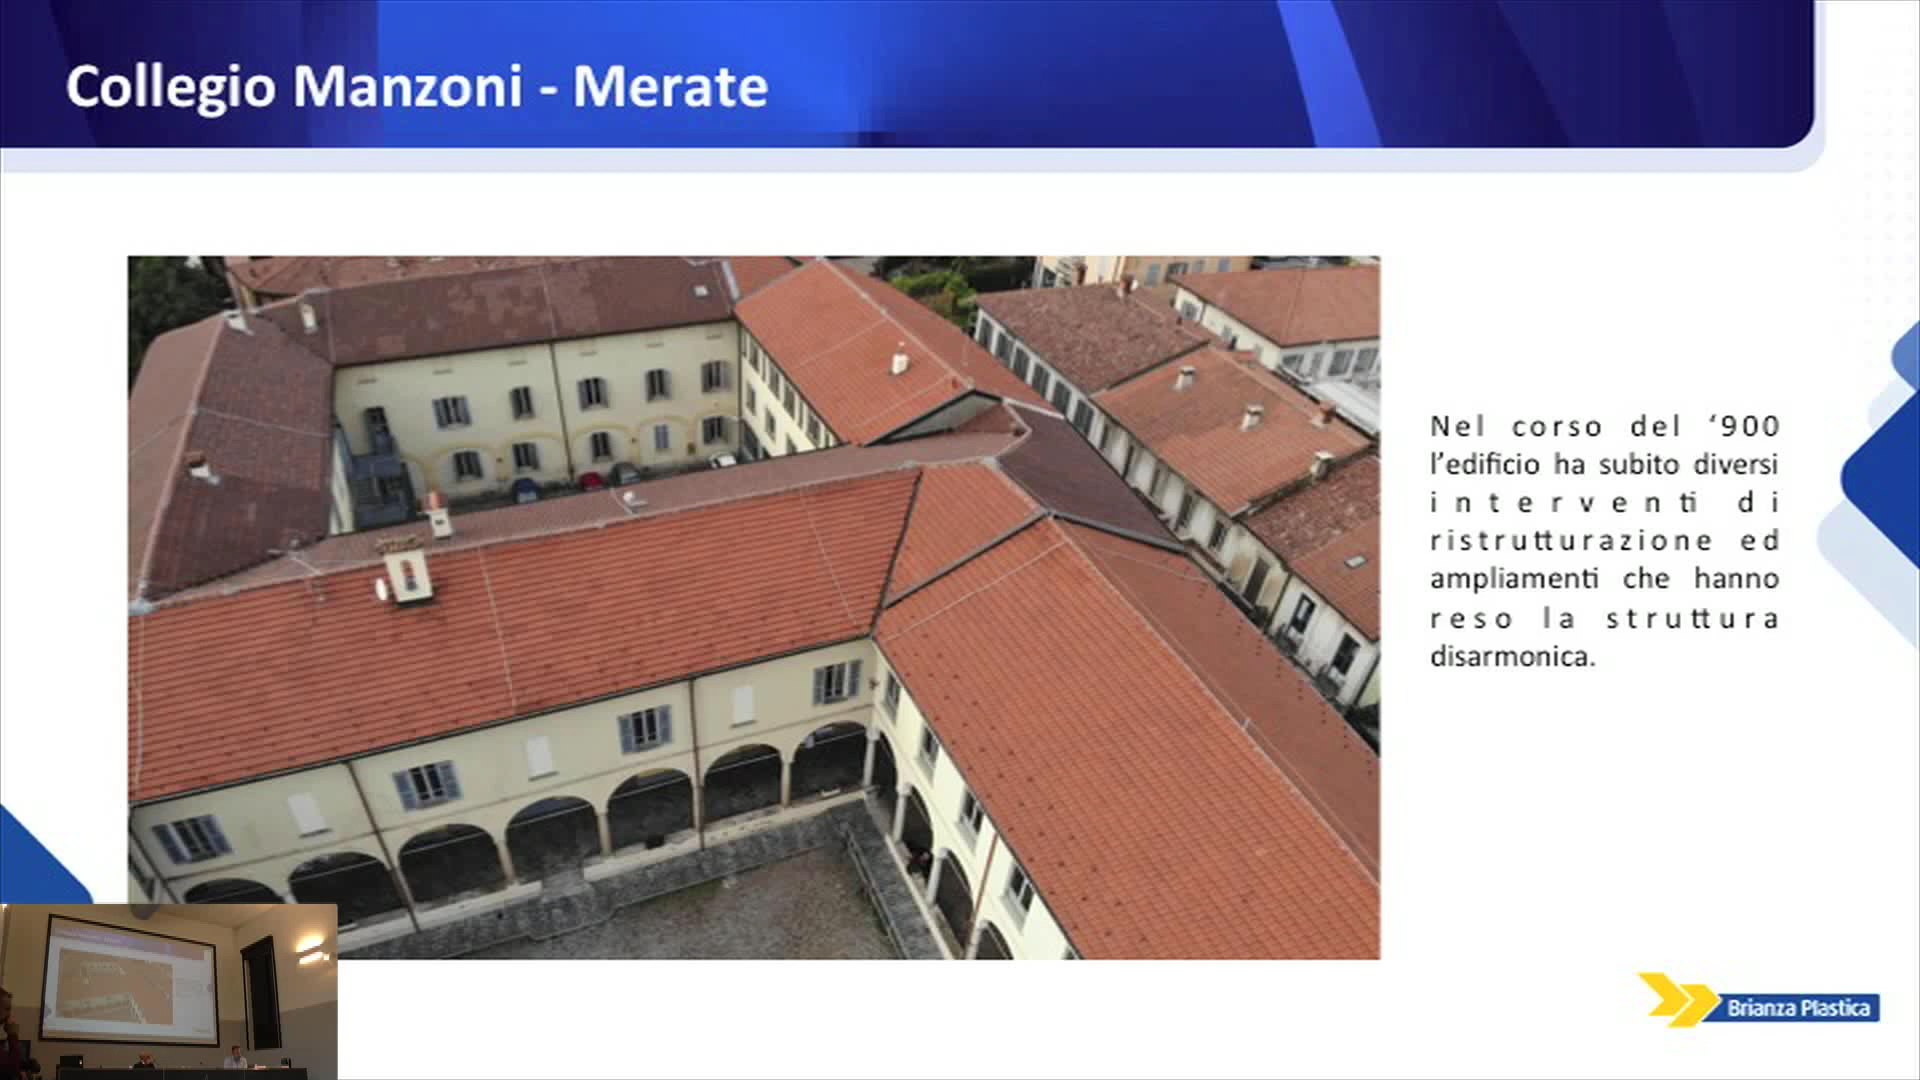 Collegio Manzoni - Merate
Nel corso del ‘900
l’edificio ha subito diversi
interventi di
ristrutturazione ed
ampliamenti che hanno
reso la struttura
disarmonica.
Brianza Plastica